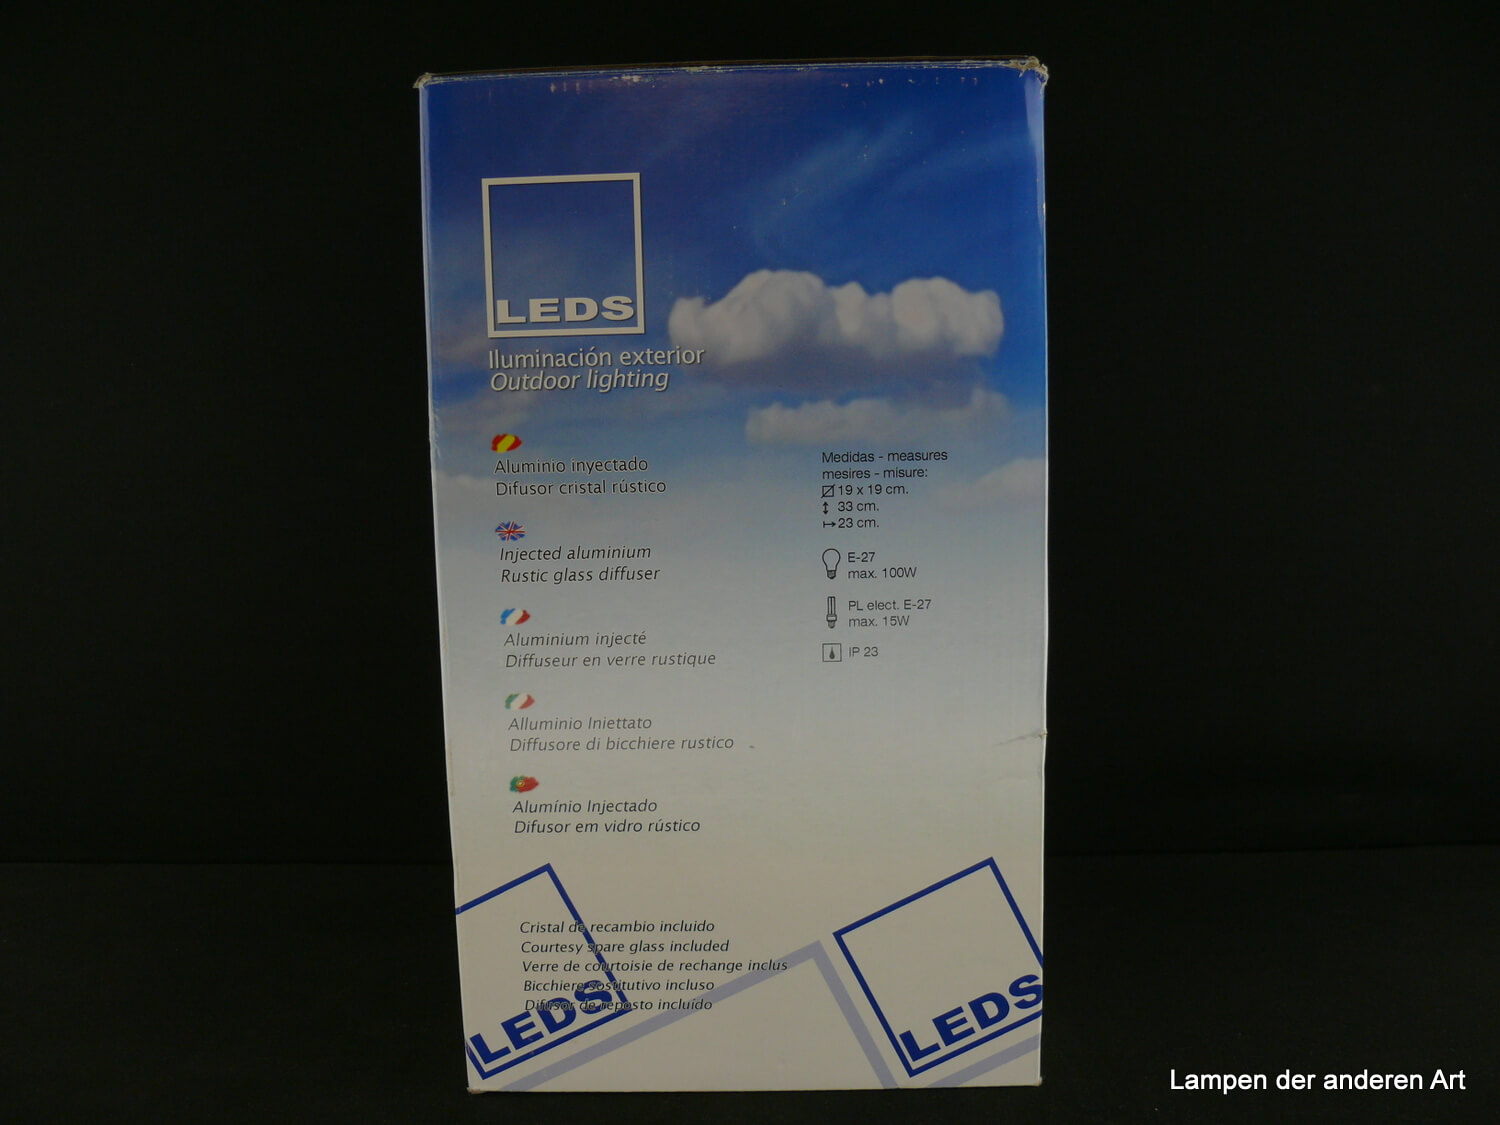 LEDS
Iluminación exterior
Outdoor lighting
Aluminio inyectado
Difusor cristal rústico
Injected aluminium
Rustic glass diffuser
Aluminium injecté
Diffuseur en verre rustique
Alluminio Iniettato
Diffusore di bicchiere rustico
Alumínio Injectado
Difusor em vidro rústico
Medidas - measures
mesires - misure:
19 x 19 cm.
33 cm.
23 cm.
E-27
max. 100W
PL elect. E-27
max. 15W
IP 23
Cristal de recambio incluido
Courtesy spare glass included
Verre de courtoisie de rechange inclus
Bicchiere sostitutivo incluso
Difusor de reposto incluído
LEDS
LEDS
Lampen der anderen Art